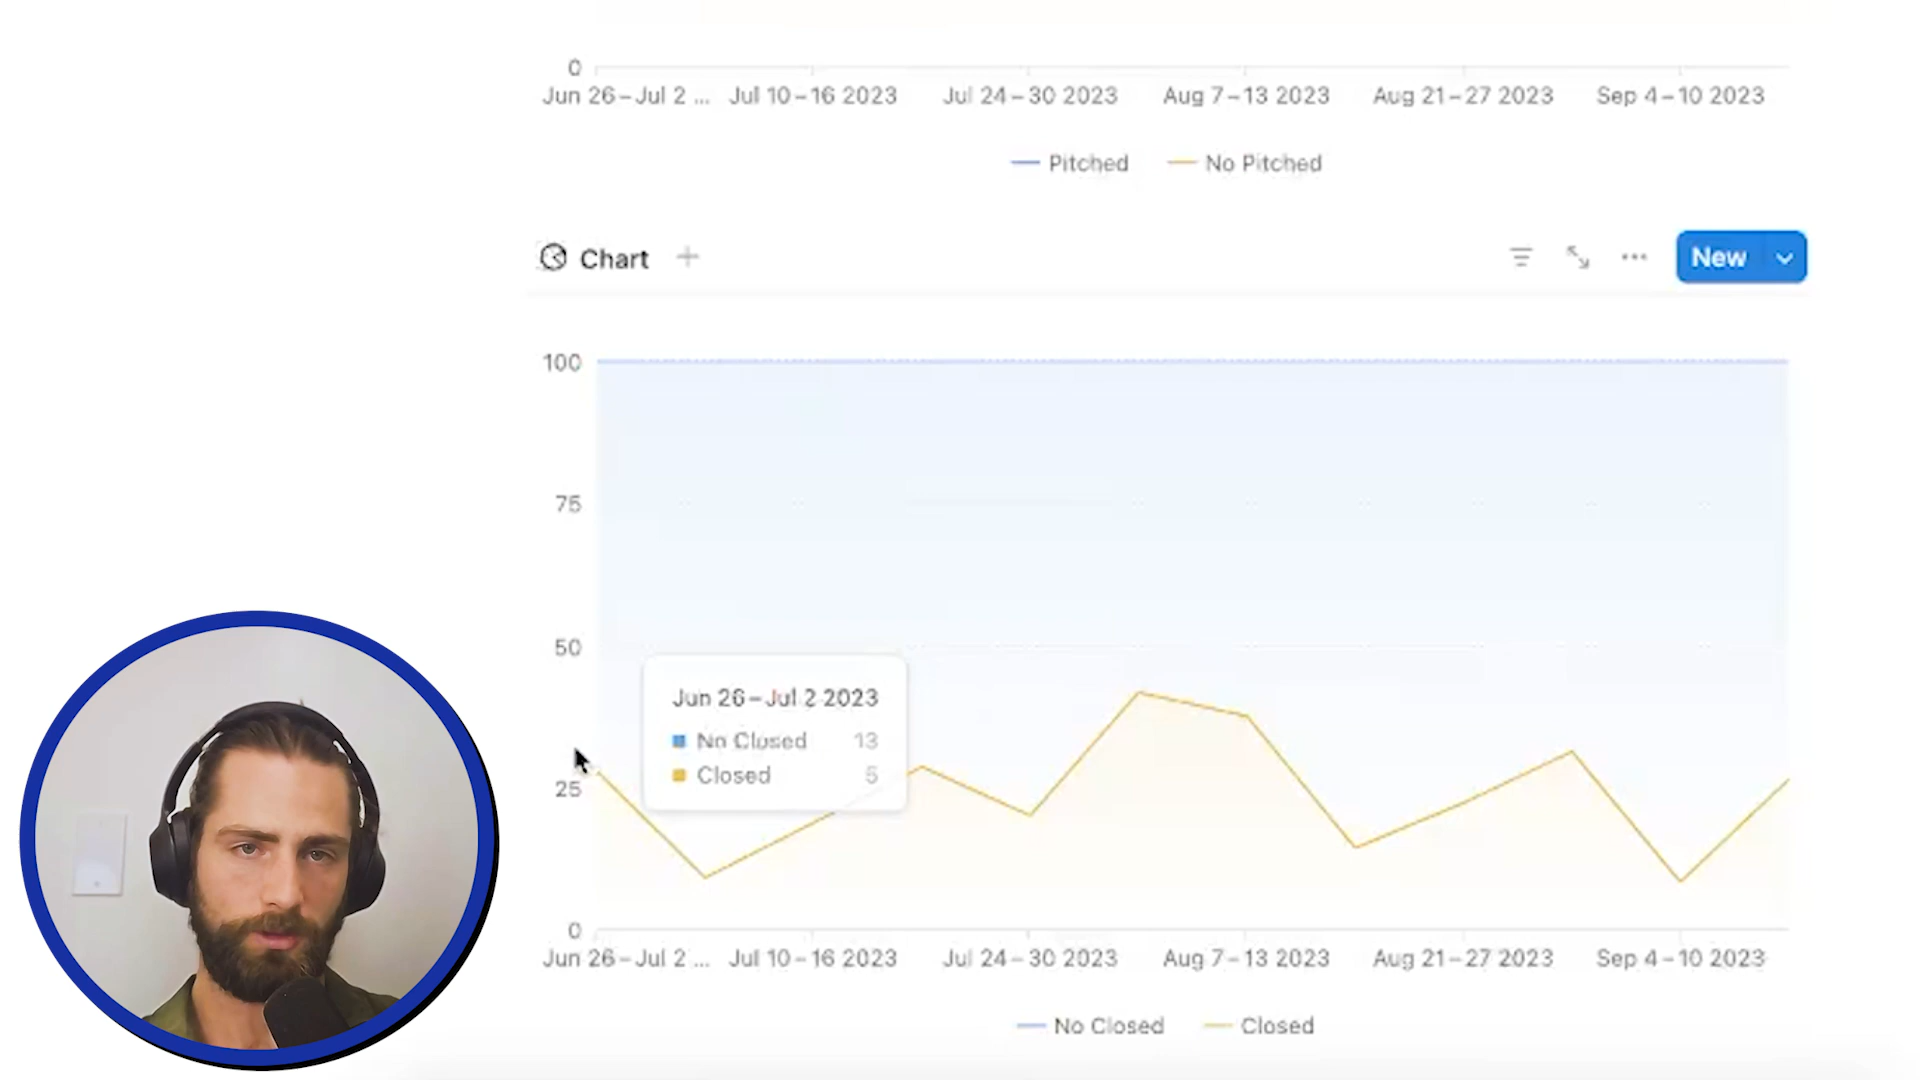 0
Jun 26–Jul 2 ... Jul 10–16 2023 Jul 24–30 2023 Aug 7–13 2023 Aug 21–27 2023 Sep 4–10 2023
Pitched No Pitched
Chart + New
100
75
50
Jun 26–Jul 2 2023
No Closed 13
Closed 5
25
0
Jun 26–Jul 2 ... Jul 10–16 2023 Jul 24–30 2023 Aug 7–13 2023 Aug 21–27 2023 Sep 4–10 2023
No Closed Closed